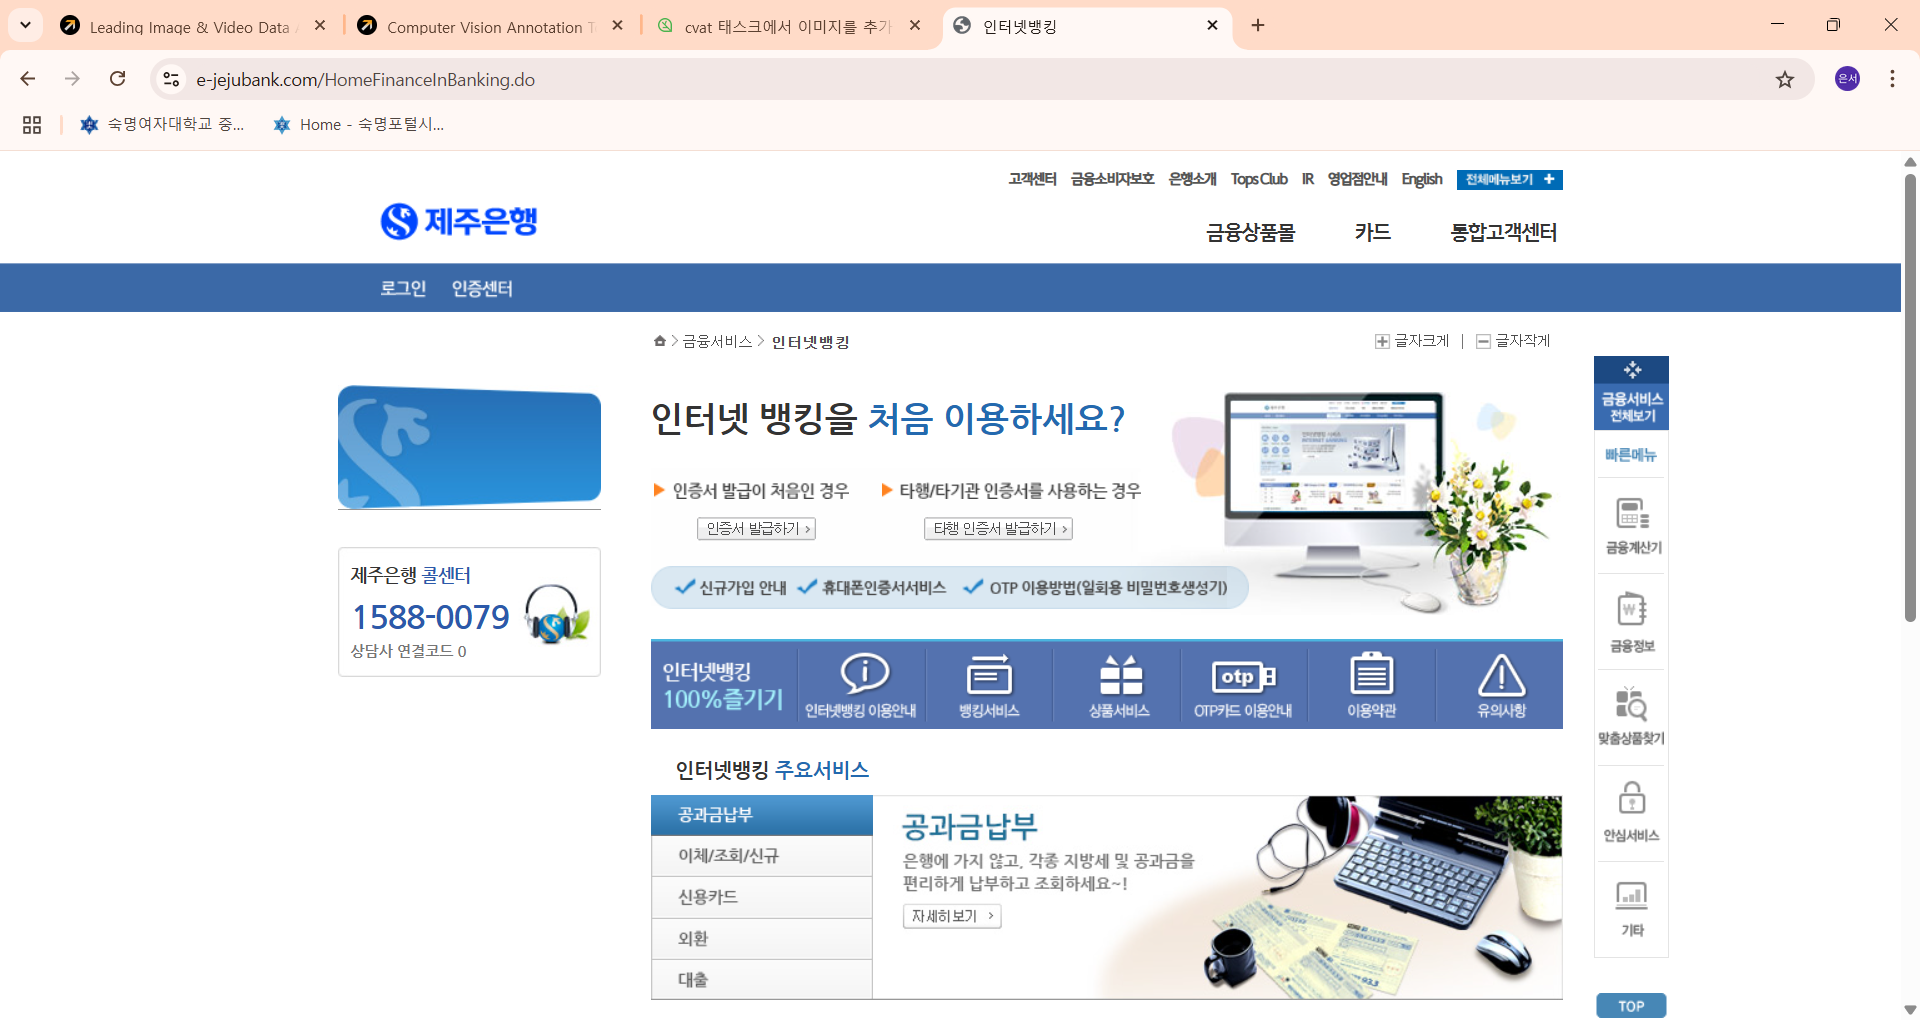 Leading Image & Video Data
Computer Vision Annotation
cvat 태스크에서 이미지를 추가
인터넷뱅킹
e-jejubank.com/HomeFinanceInBanking.do
은서
숙명여자대학교 중...
Home - 숙명포털시...
고객센터 금융소비자보호 은행소개 Tops Club IR 영업점안내 English 전체메뉴보기 +
제주은행
금융상품몰 카드 통합고객센터
로그인 인증센터
금융서비스 > 인터넷뱅킹
글자크게 | 글자작게
인터넷 뱅킹을 처음 이용하세요?
인증서 발급이 처음인 경우
타행/타기관 인증서를 사용하는 경우
인증서 발급하기 >
타행 인증서 발급하기 >
신규가입 안내 휴대폰인증서서비스 OTP 이용방법(일회용 비밀번호생성기)
제주은행 콜센터
1588-0079
상담사 연결코드 0
인터넷뱅킹
100%즐기기
인터넷뱅킹 이용안내
뱅킹서비스
상품서비스
otp
OTP카드 이용안내
이용약관
유의사항
인터넷뱅킹 주요서비스
공과금납부
이체/조회/신규
신용카드
외환
대출
공과금납부
은행에 가지 않고, 각종 지방세 및 공과금을
편리하게 납부하고 조회하세요~!
자세히보기 >
금융서비스
전체보기
빠른메뉴
금융계산기
금융정보
맞춤상품찾기
안심서비스
기타
TOP